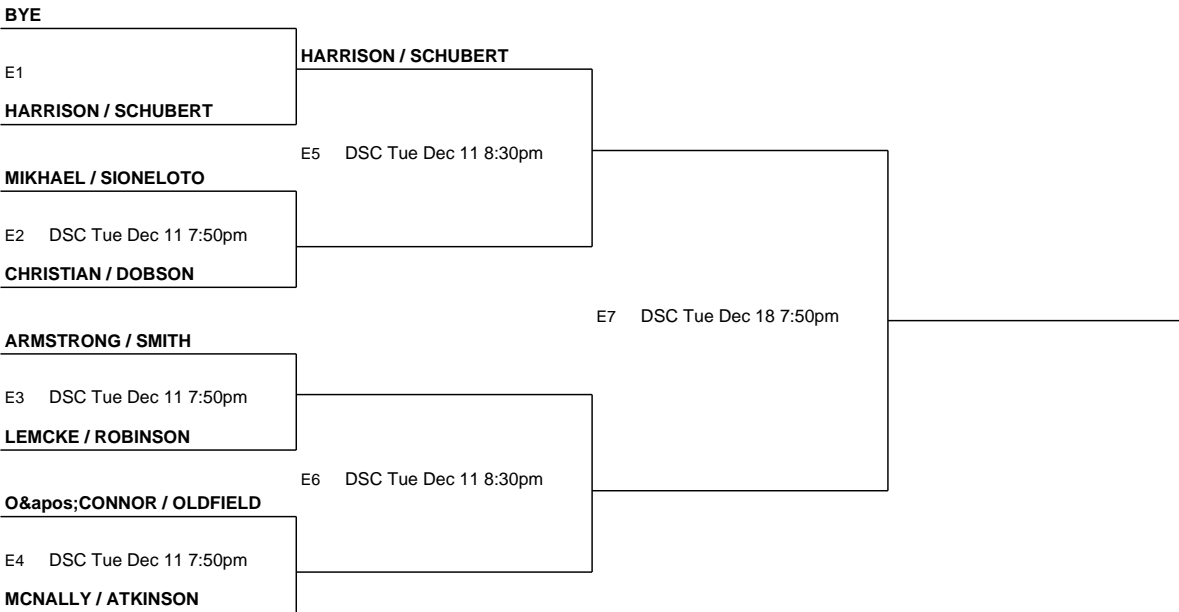 BYE
HARRISON / SCHUBERT
E1
HARRISON / SCHUBERT
E5 DSC Tue Dec 11 8:30pm
MIKHAEL / SIONELOTO
E2 DSC Tue Dec 11 7:50pm
CHRISTIAN / DOBSON
E7 DSC Tue Dec 18 7:50pm
ARMSTRONG / SMITH
E3 DSC Tue Dec 11 7:50pm
LEMCKE / ROBINSON
E6 DSC Tue Dec 11 8:30pm
O&apos;CONNOR / OLDFIELD
E4 DSC Tue Dec 11 7:50pm
MCNALLY / ATKINSON